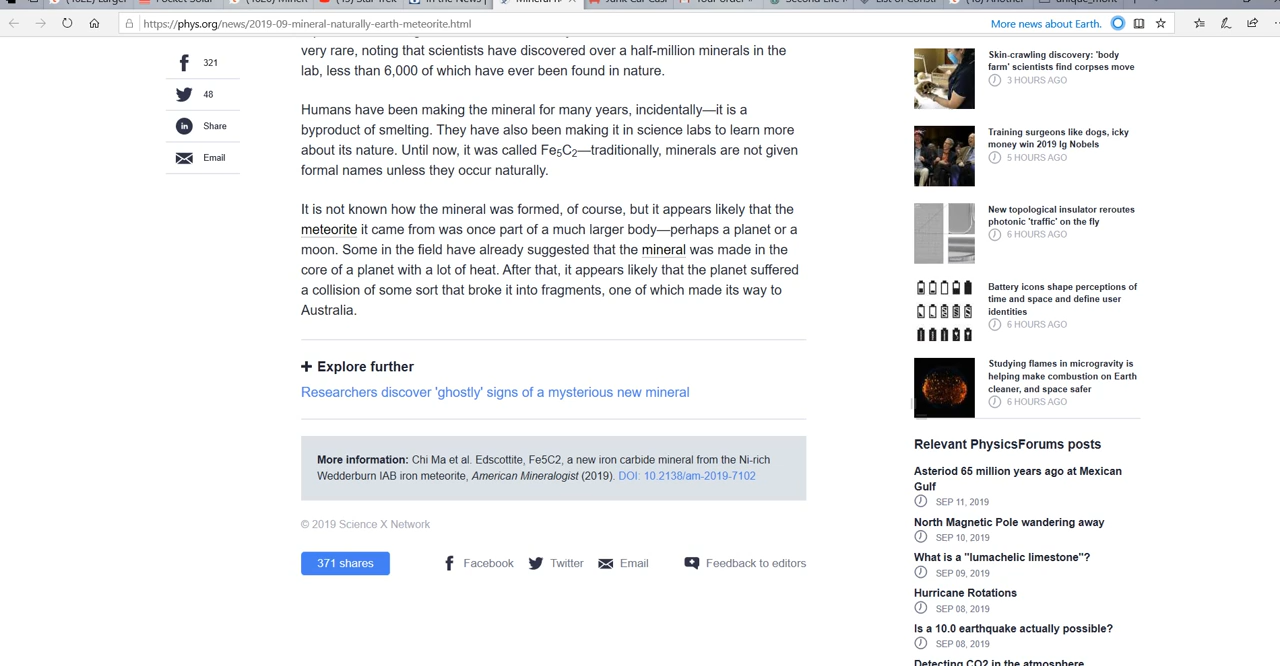 https://phys.org/news/2019-09-mineral-naturally-earth-meteorite.html
More news about Earth.
321
48
Share
Email
very rare, noting that scientists have discovered over a half-million minerals in the
lab, less than 6,000 of which have ever been found in nature.
Humans have been making the mineral for many years, incidentally—it is a
byproduct of smelting. They have also been making it in science labs to learn more
about its nature. Until now, it was called Fe5C2—traditionally, minerals are not given
formal names unless they occur naturally.
It is not known how the mineral was formed, of course, but it appears likely that the
meteorite it came from was once part of a much larger body—perhaps a planet or a
moon. Some in the field have already suggested that the mineral was made in the
core of a planet with a lot of heat. After that, it appears likely that the planet suffered
a collision of some sort that broke it into fragments, one of which made its way to
Australia.
+ Explore further
Researchers discover 'ghostly' signs of a mysterious new mineral
More information: Chi Ma et al. Edscottite, Fe5C2, a new iron carbide mineral from the Ni-rich
Wedderburn IAB iron meteorite, American Mineralogist (2019). DOI: 10.2138/am-2019-7102
© 2019 Science X Network
371 shares
Facebook
Twitter
Email
Feedback to editors
Skin-crawling discovery: 'body
farm' scientists find corpses move
3 HOURS AGO
Training surgeons like dogs, icky
money win 2019 Ig Nobels
5 HOURS AGO
New topological insulator reroutes
photonic 'traffic' on the fly
6 HOURS AGO
Battery icons shape perceptions of
time and space and define user
identities
6 HOURS AGO
Studying flames in microgravity is
helping make combustion on Earth
cleaner, and space safer
6 HOURS AGO
Relevant PhysicsForums posts
Asteriod 65 million years ago at Mexican
Gulf
SEP 11, 2019
North Magnetic Pole wandering away
SEP 10, 2019
What is a "lumachelic limestone"?
SEP 09, 2019
Hurricane Rotations
SEP 08, 2019
Is a 10.0 earthquake actually possible?
SEP 08, 2019
Detecting CO2 in the atmosphere